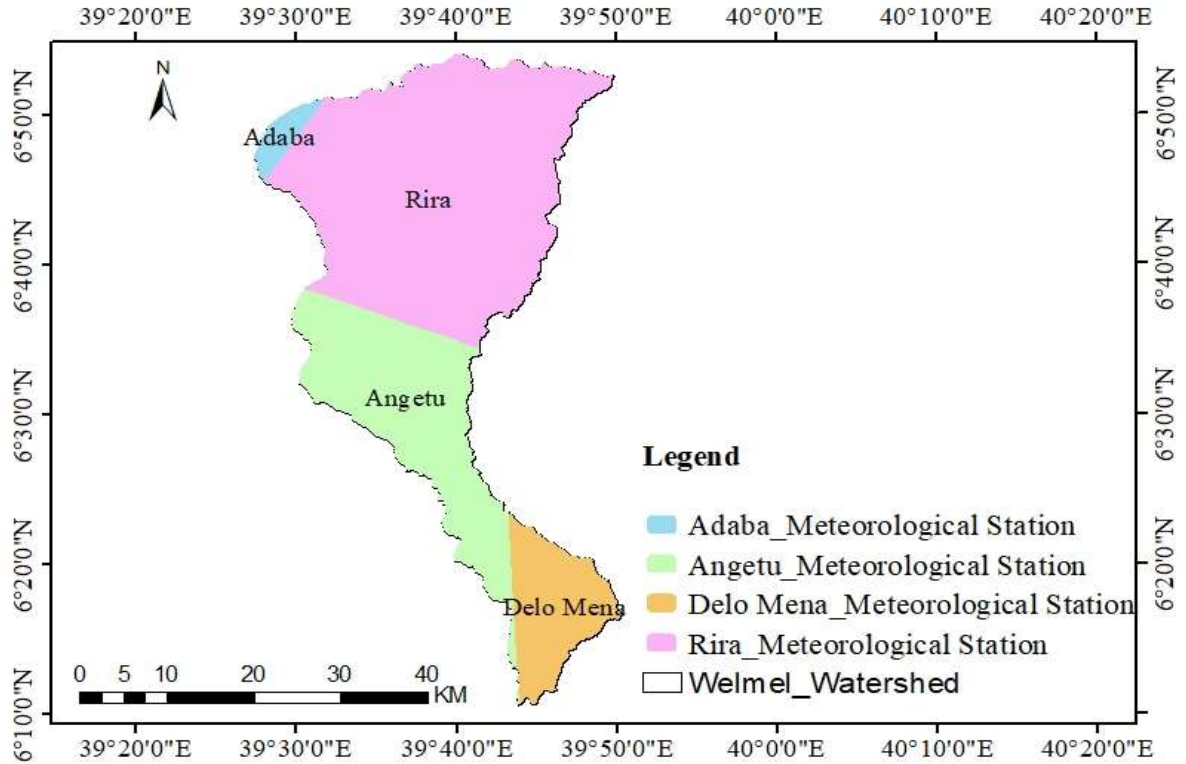 39°20'0"E 39°30'0"E 39°40'0"E 39°50'0"E 40°0'0"E 40°10'0"E 40°20'0"E
N
6°50'0"N
6°50'0"N
Adaba
Rira
6°40'0"N
6°40'0"N
Angetu
6°30'0"N
6°30'0"N
Legend
Adaba_Meteorological Station
Angetu_Meteorological Station
6°20'0"N
6°20'0"N
Delo Mena
Delo Mena_Meteorological Station
Rira_Meteorological Station
Welmel_Watershed
0 5 10 20 30 40
KM
6°10'0"N
39°20'0"E 39°30'0"E 39°40'0"E 39°50'0"E 40°0'0"E 40°10'0"E 40°20'0"E